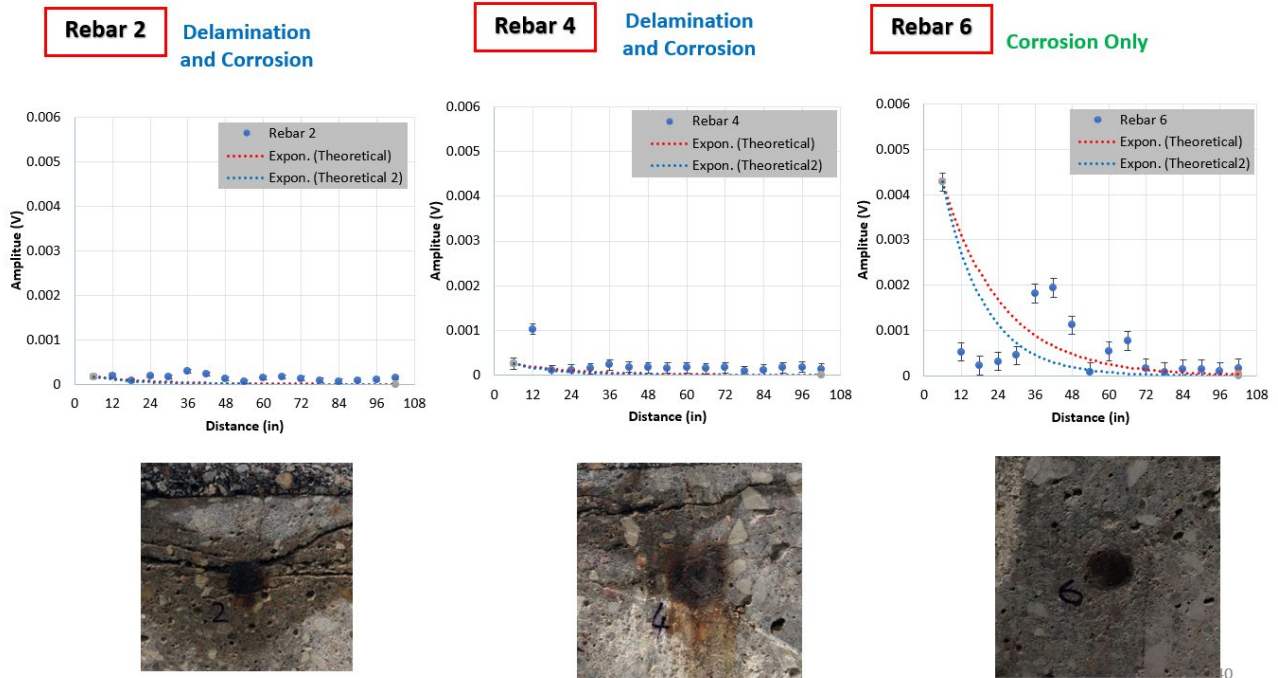 Rebar 2
Delamination
and Corrosion
0.006
0.005
0.004
0.003
0.002
0.001
0
Amplitue (V)
Rebar 2
Expon. (Theoretical)
Expon. (Theoretical 2)
0 12 24 36 48 60 72 84 96 108
Distance (in)
2
Rebar 4
Delamination
and Corrosion
0.006
0.005
0.004
0.003
0.002
0.001
0
Amplitue (V)
Rebar 4
Expon. (Theoretical)
Expon. (Theoretical2)
0 12 24 36 48 60 72 84 96 108
Distance (in)
4
Rebar 6
Corrosion Only
0.006
0.005
0.004
0.003
0.002
0.001
0
Amplitue (V)
Rebar 6
Expon. (Theoretical)
Expon. (Theoretical2)
0 12 24 36 48 60 72 84 96 108
Distance (in)
6